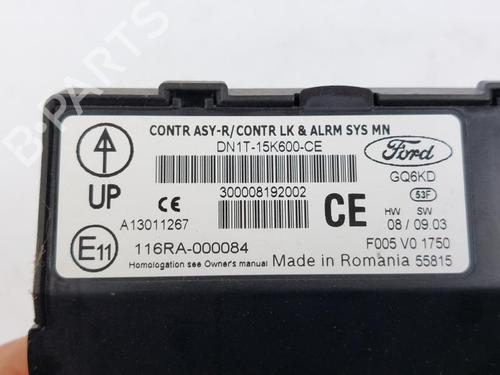 B-PARTS
CONTR ASY-R/CONTR LK & ALRM SYS MN
DN1T-15K600-CE
Ford
UP
300008192002
GQ6KD
53F
CE
CE
HW SW
08 / 09.03
A13011267
E11
116RA-000084
F005 V0 1750
Homologation see Owner's manual
Made in Romania 55815